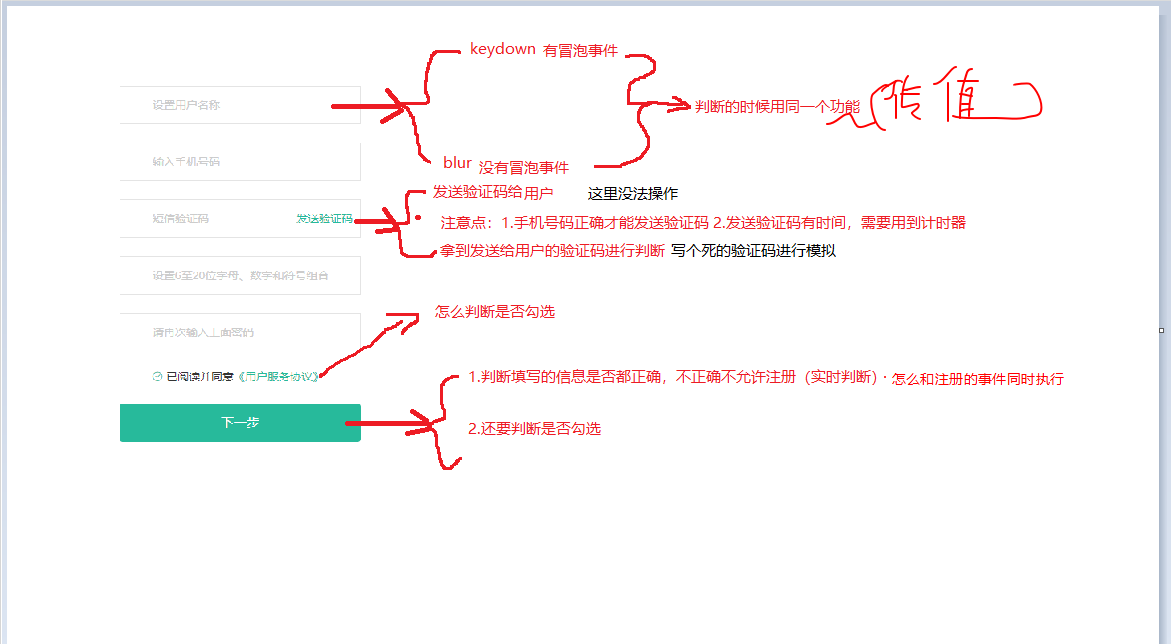 keydown 有冒泡事件
设置用户名称
判断的时候用同一个功能
(传值)
输入手机号码
blur 没有冒泡事件
发送验证码给用户 这里没法操作
短信验证码 发送验证码
注意点：1.手机号码正确才能发送验证码 2.发送验证码有时间，需要用到计时器
拿到发送给用户的验证码进行判断 写个死的验证码进行模拟
设置6至20位字母、数字和符号组合
怎么判断是否勾选
请再次输入上面密码
已阅读并同意《用户服务协议》
1.判断填写的信息是否都正确，不正确不允许注册（实时判断）· 怎么和注册的事件同时执行
下一步
2.还要判断是否勾选